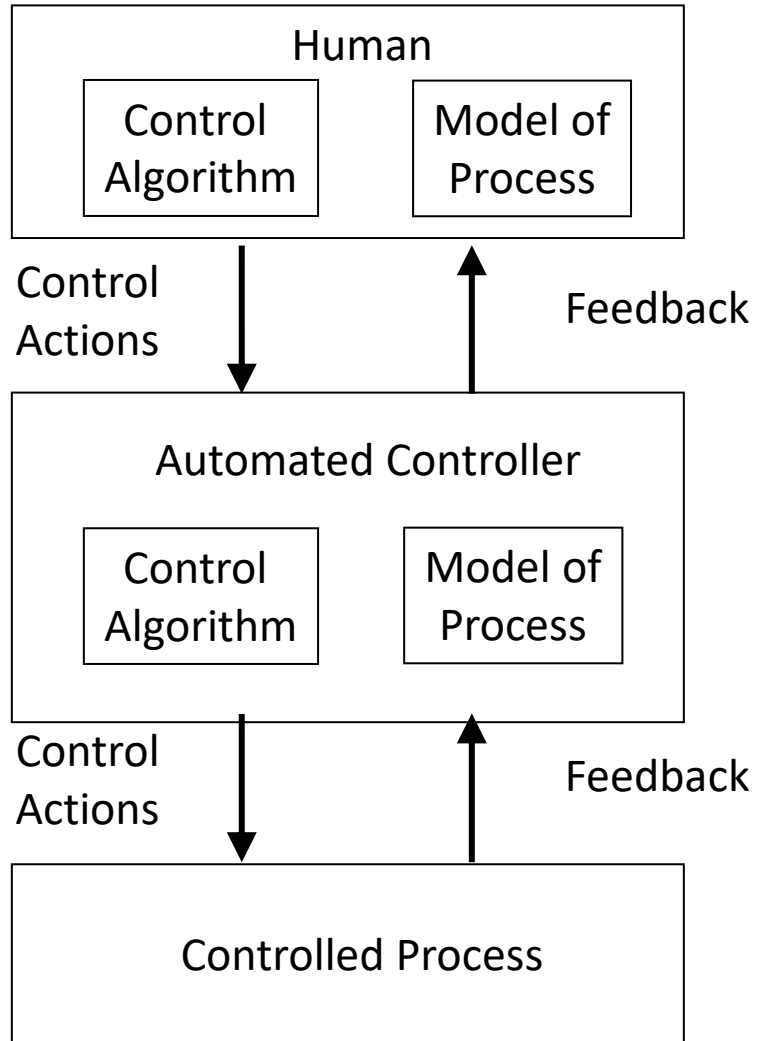 Human
Control
Algorithm
Model of
Process
Control
Actions
Feedback
Automated Controller
Control
Algorithm
Model of
Process
Control
Actions
Feedback
Controlled Process